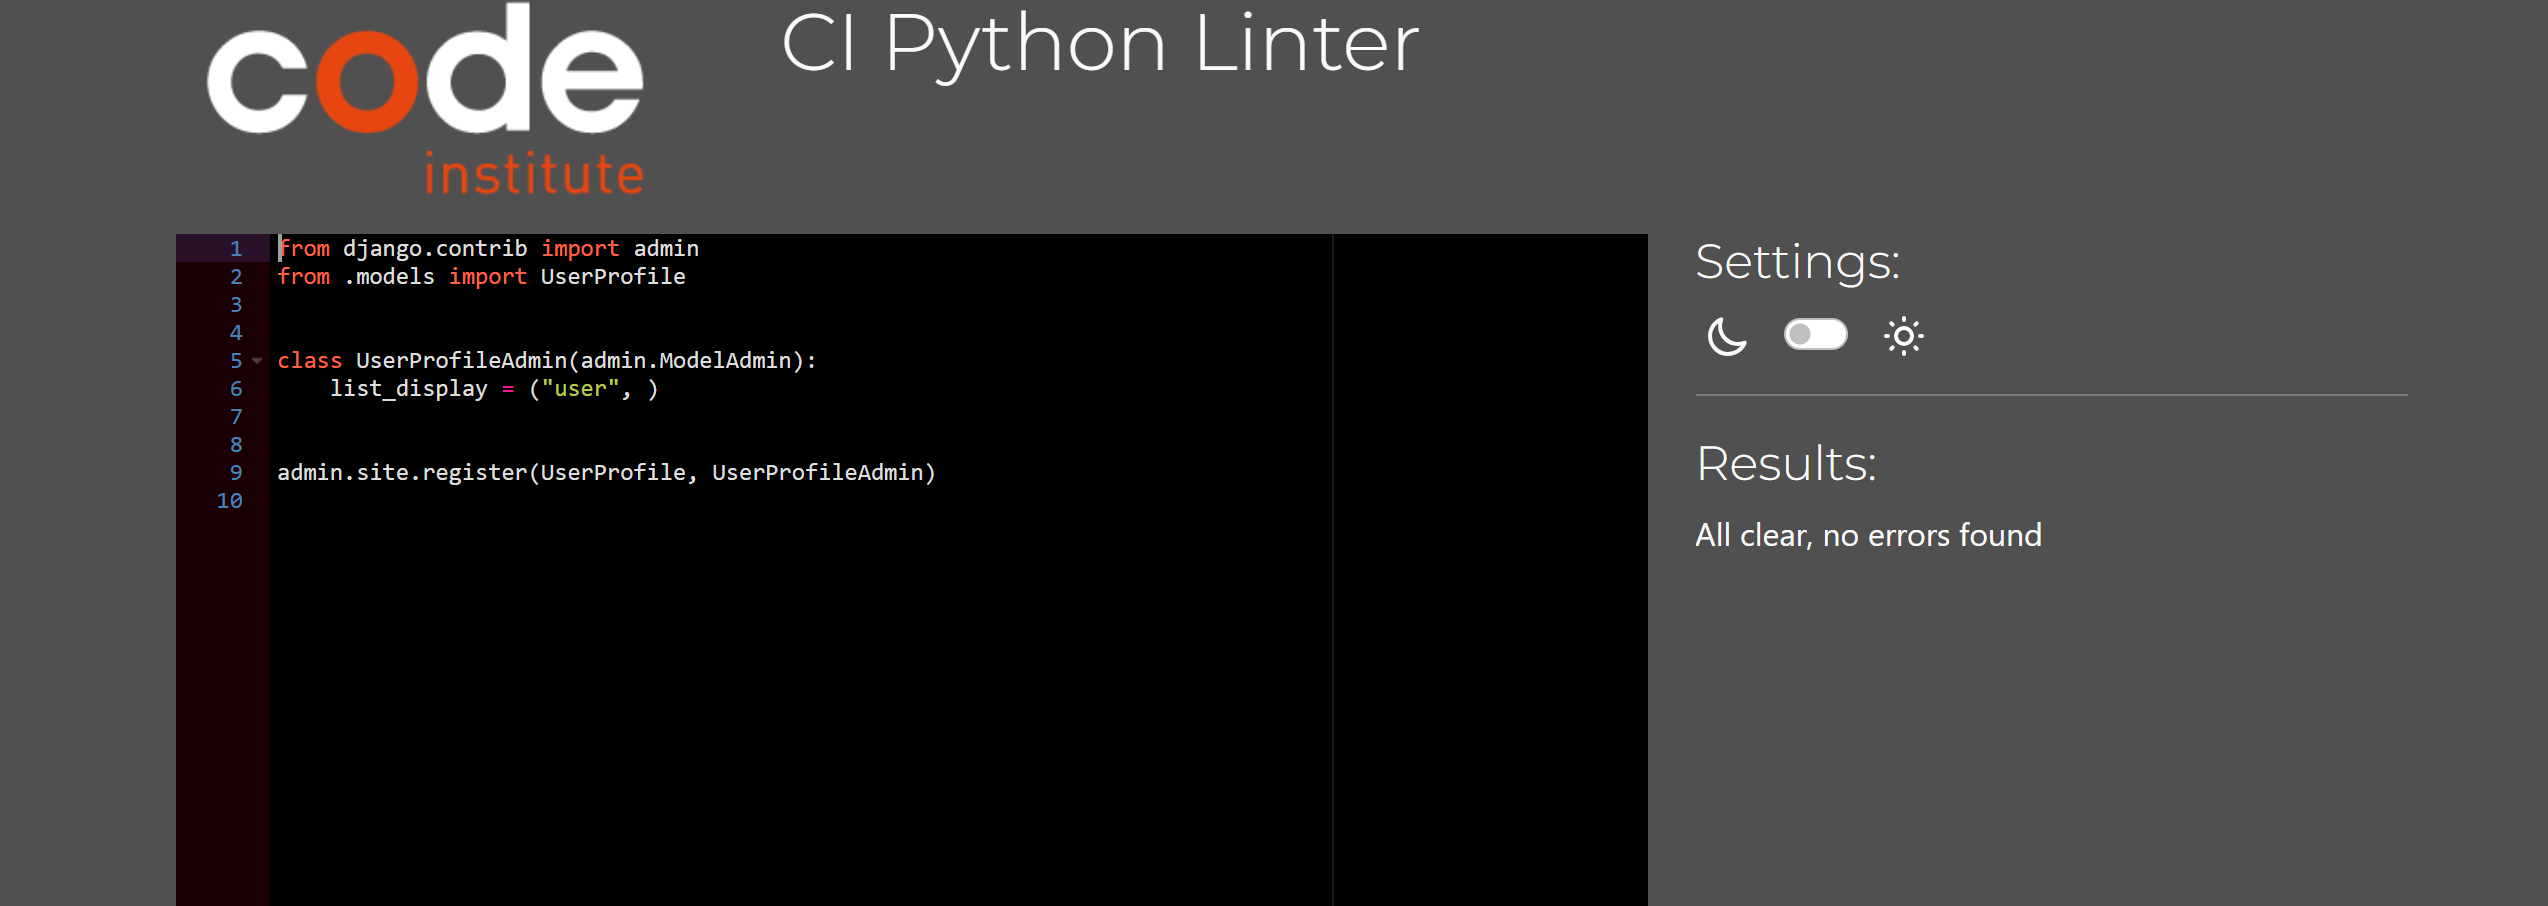 code
institute
CI Python Linter
1 from django.contrib import admin
2 from .models import UserProfile
3
4
5 class UserProfileAdmin(admin.ModelAdmin):
6     list_display = ("user", )
7
8
9 admin.site.register(UserProfile, UserProfileAdmin)
10
Settings:
Results:
All clear, no errors found